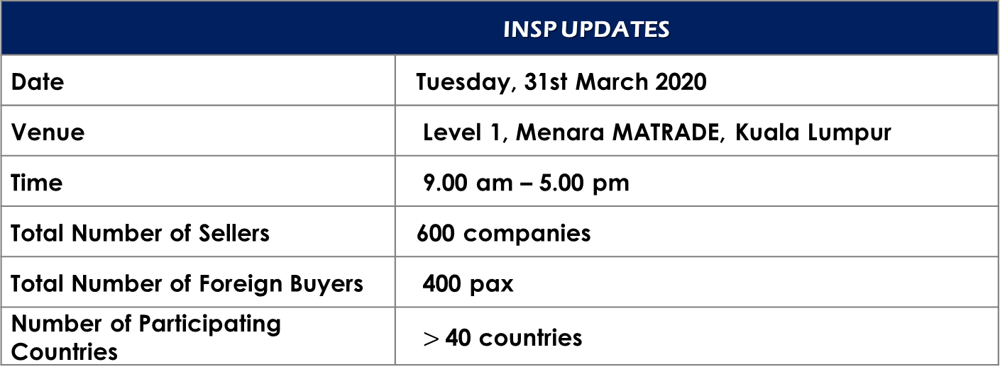 INSP UPDATES
Date
Tuesday, 31st March 2020
Venue
Level 1, Menara MATRADE, Kuala Lumpur
Time
9.00 am – 5.00 pm
Total Number of Sellers
600 companies
Total Number of Foreign Buyers
400 pax
Number of Participating
Countries
> 40 countries